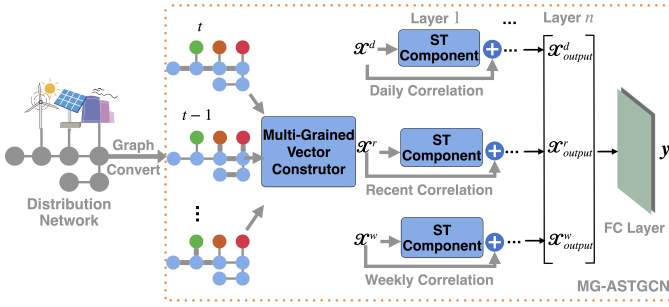 Layer 1
...
Layer n
t
𝒳^d
ST
Component
+
...
𝒳^d_output
Daily Correlation
t − 1
Graph
Convert
Multi-Grained
Vector
Construtor
𝒳^r
ST
Component
+
...
𝒳^r_output
y
Recent Correlation
Distribution
Network
...
𝒳^w
ST
Component
+
...
𝒳^w_output
FC Layer
Weekly Correlation
MG-ASTGCN